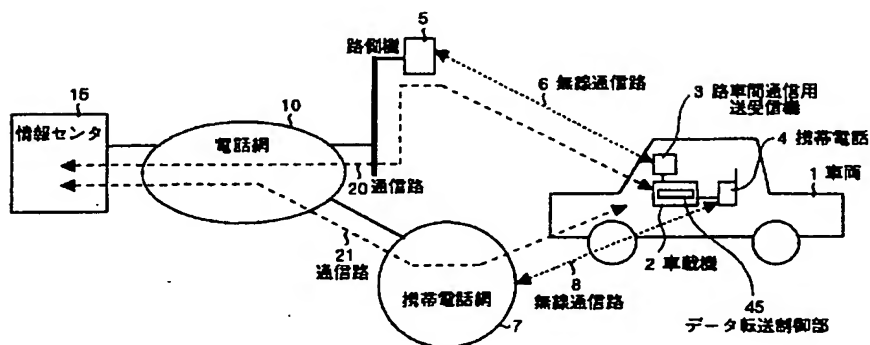 5
路側機
15
情報センタ
10
電話網
6 無線通信路
3 路車間通信用
送受信機
4 携帯電話
1 車両
20 通信路
21
通信路
2 車載機
8
無線通信路
携帯電話網
7
45
データ転送制御部